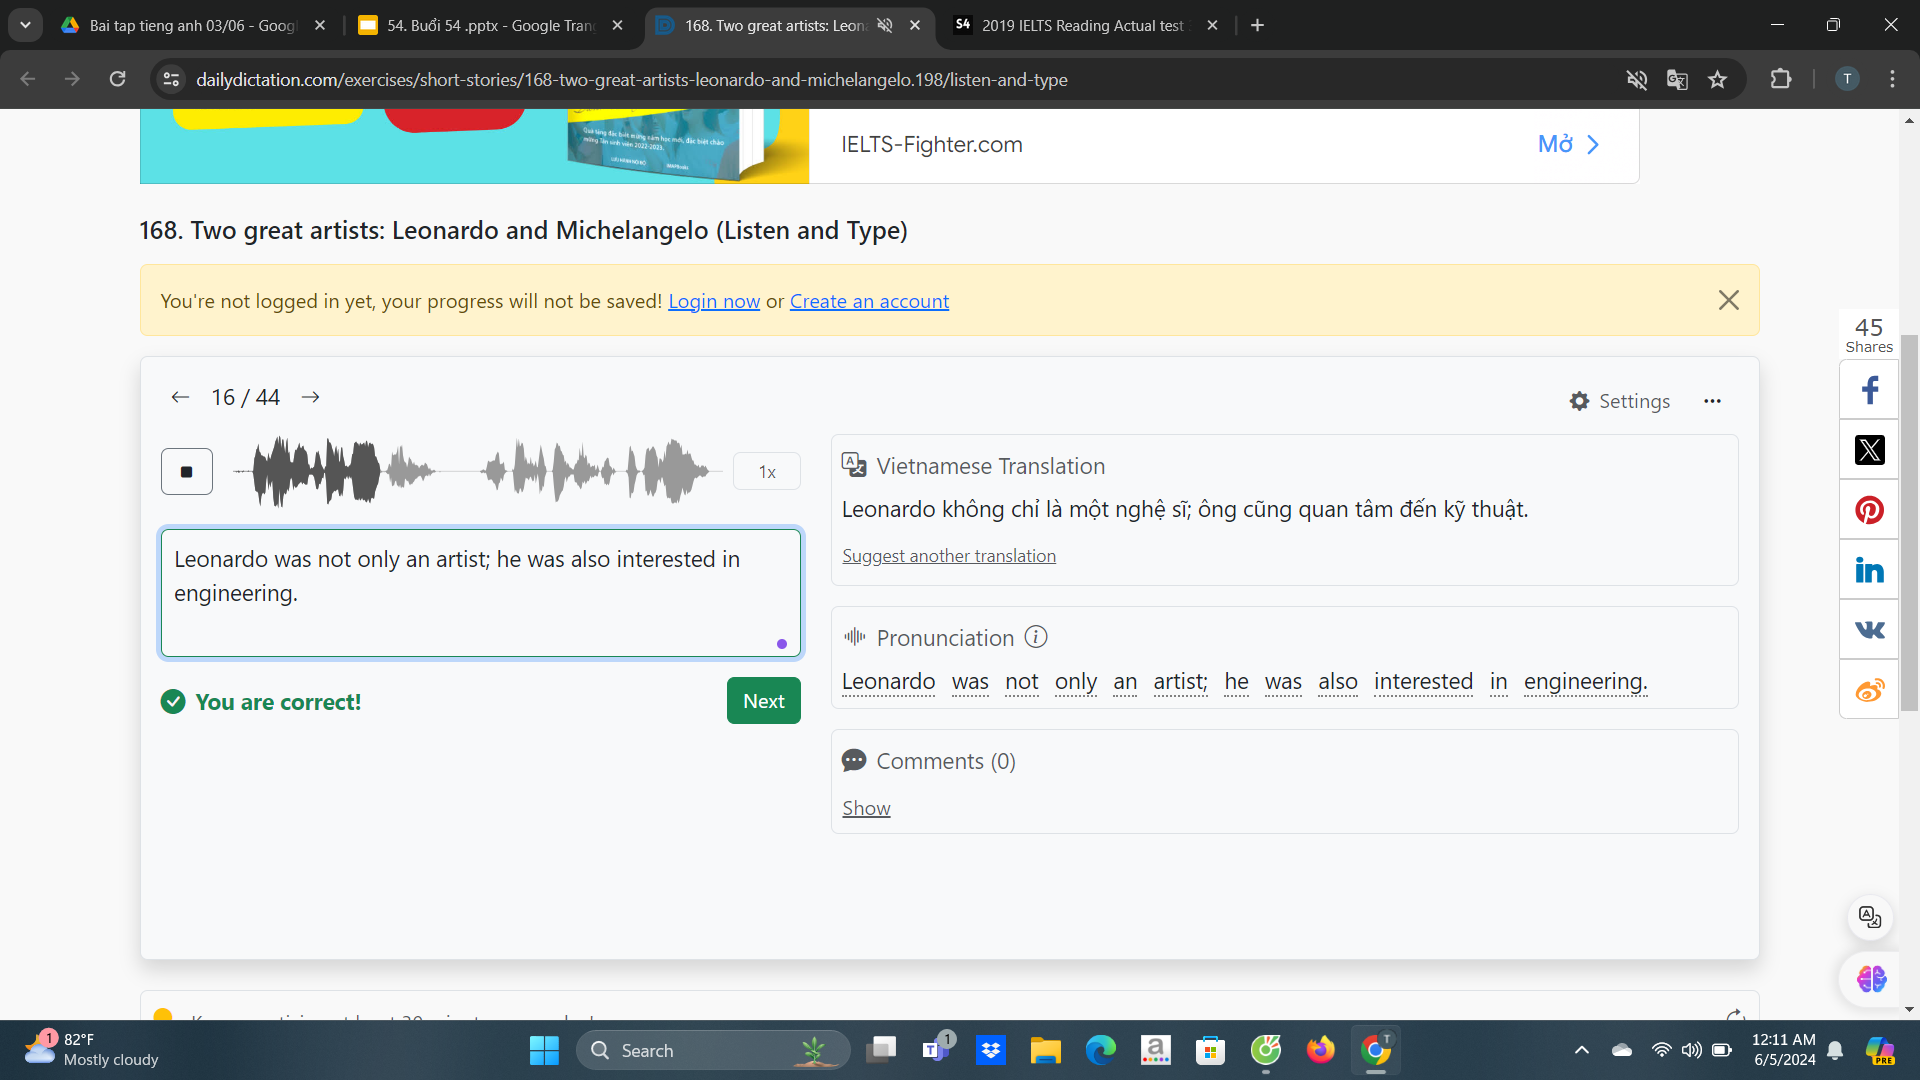 Bai tap tieng anh 03/06 - Googl
54. Buổi 54 .pptx - Google Tran
168. Two great artists: Leona
S4
2019 IELTS Reading Actual test
dailydictation.com/exercises/short-stories/168-two-great-artists-leonardo-and-michelangelo.198/listen-and-type
T
IELTS-Fighter.com
Mở
168. Two great artists: Leonardo and Michelangelo (Listen and Type)
You're not logged in yet, your progress will not be saved! Login now or Create an account
45
Shares
16 / 44
Settings
1x
Leonardo was not only an artist; he was also interested in
engineering.
You are correct!
Next
Vietnamese Translation
Leonardo không chỉ là một nghệ sĩ; ông cũng quan tâm đến kỹ thuật.
Suggest another translation
Pronunciation
Leonardo was not only an artist; he was also interested in engineering.
Comments (0)
Show
1
82°F
Mostly cloudy
Search
1
12:11 AM
6/5/2024
PRE